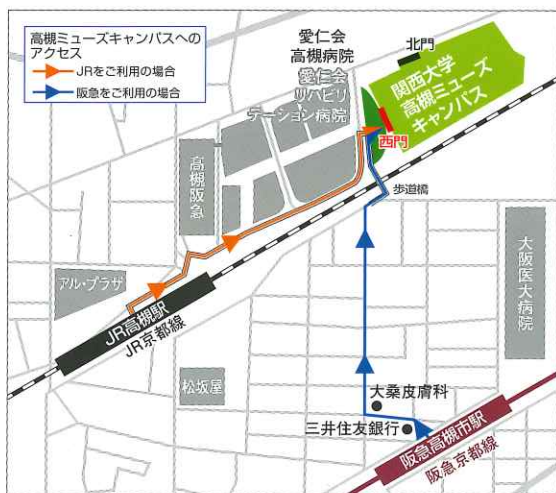 高槻ミューズキャンパスへの
アクセス
JRをご利用の場合
阪急をご利用の場合
愛仁会
高槻病院
愛仁会
リハビリ
テーション病院
北門
関西大学
高槻ミューズ
キャンパス
西門
高槻阪急
歩道橋
アル・プラザ
大阪医大病院
JR高槻駅
JR京都線
松坂屋
大桑皮膚科
三井住友銀行
阪急高槻市駅
阪急京都線